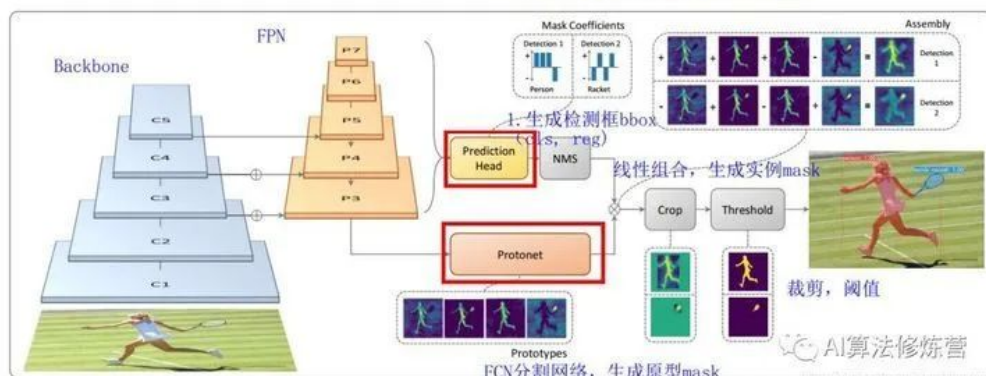 Backbone
C5
C4
C3
C2
C1
FPN
P7
P6
P5
P4
P3
Mask Coefficients
Detection 1
Detection 2
+
-
+
-
Person
Racket
Assembly
+ + + - = Detection 1
- + - + = Detection 2
1. 生成检测框bbox
(cls, reg)
Prediction
Head
NMS
线性组合，生成实例mask
Crop
Threshold
Protonet
裁剪，阈值
Prototypes
FCN分割网络，生成原型mask
AI算法修炼营